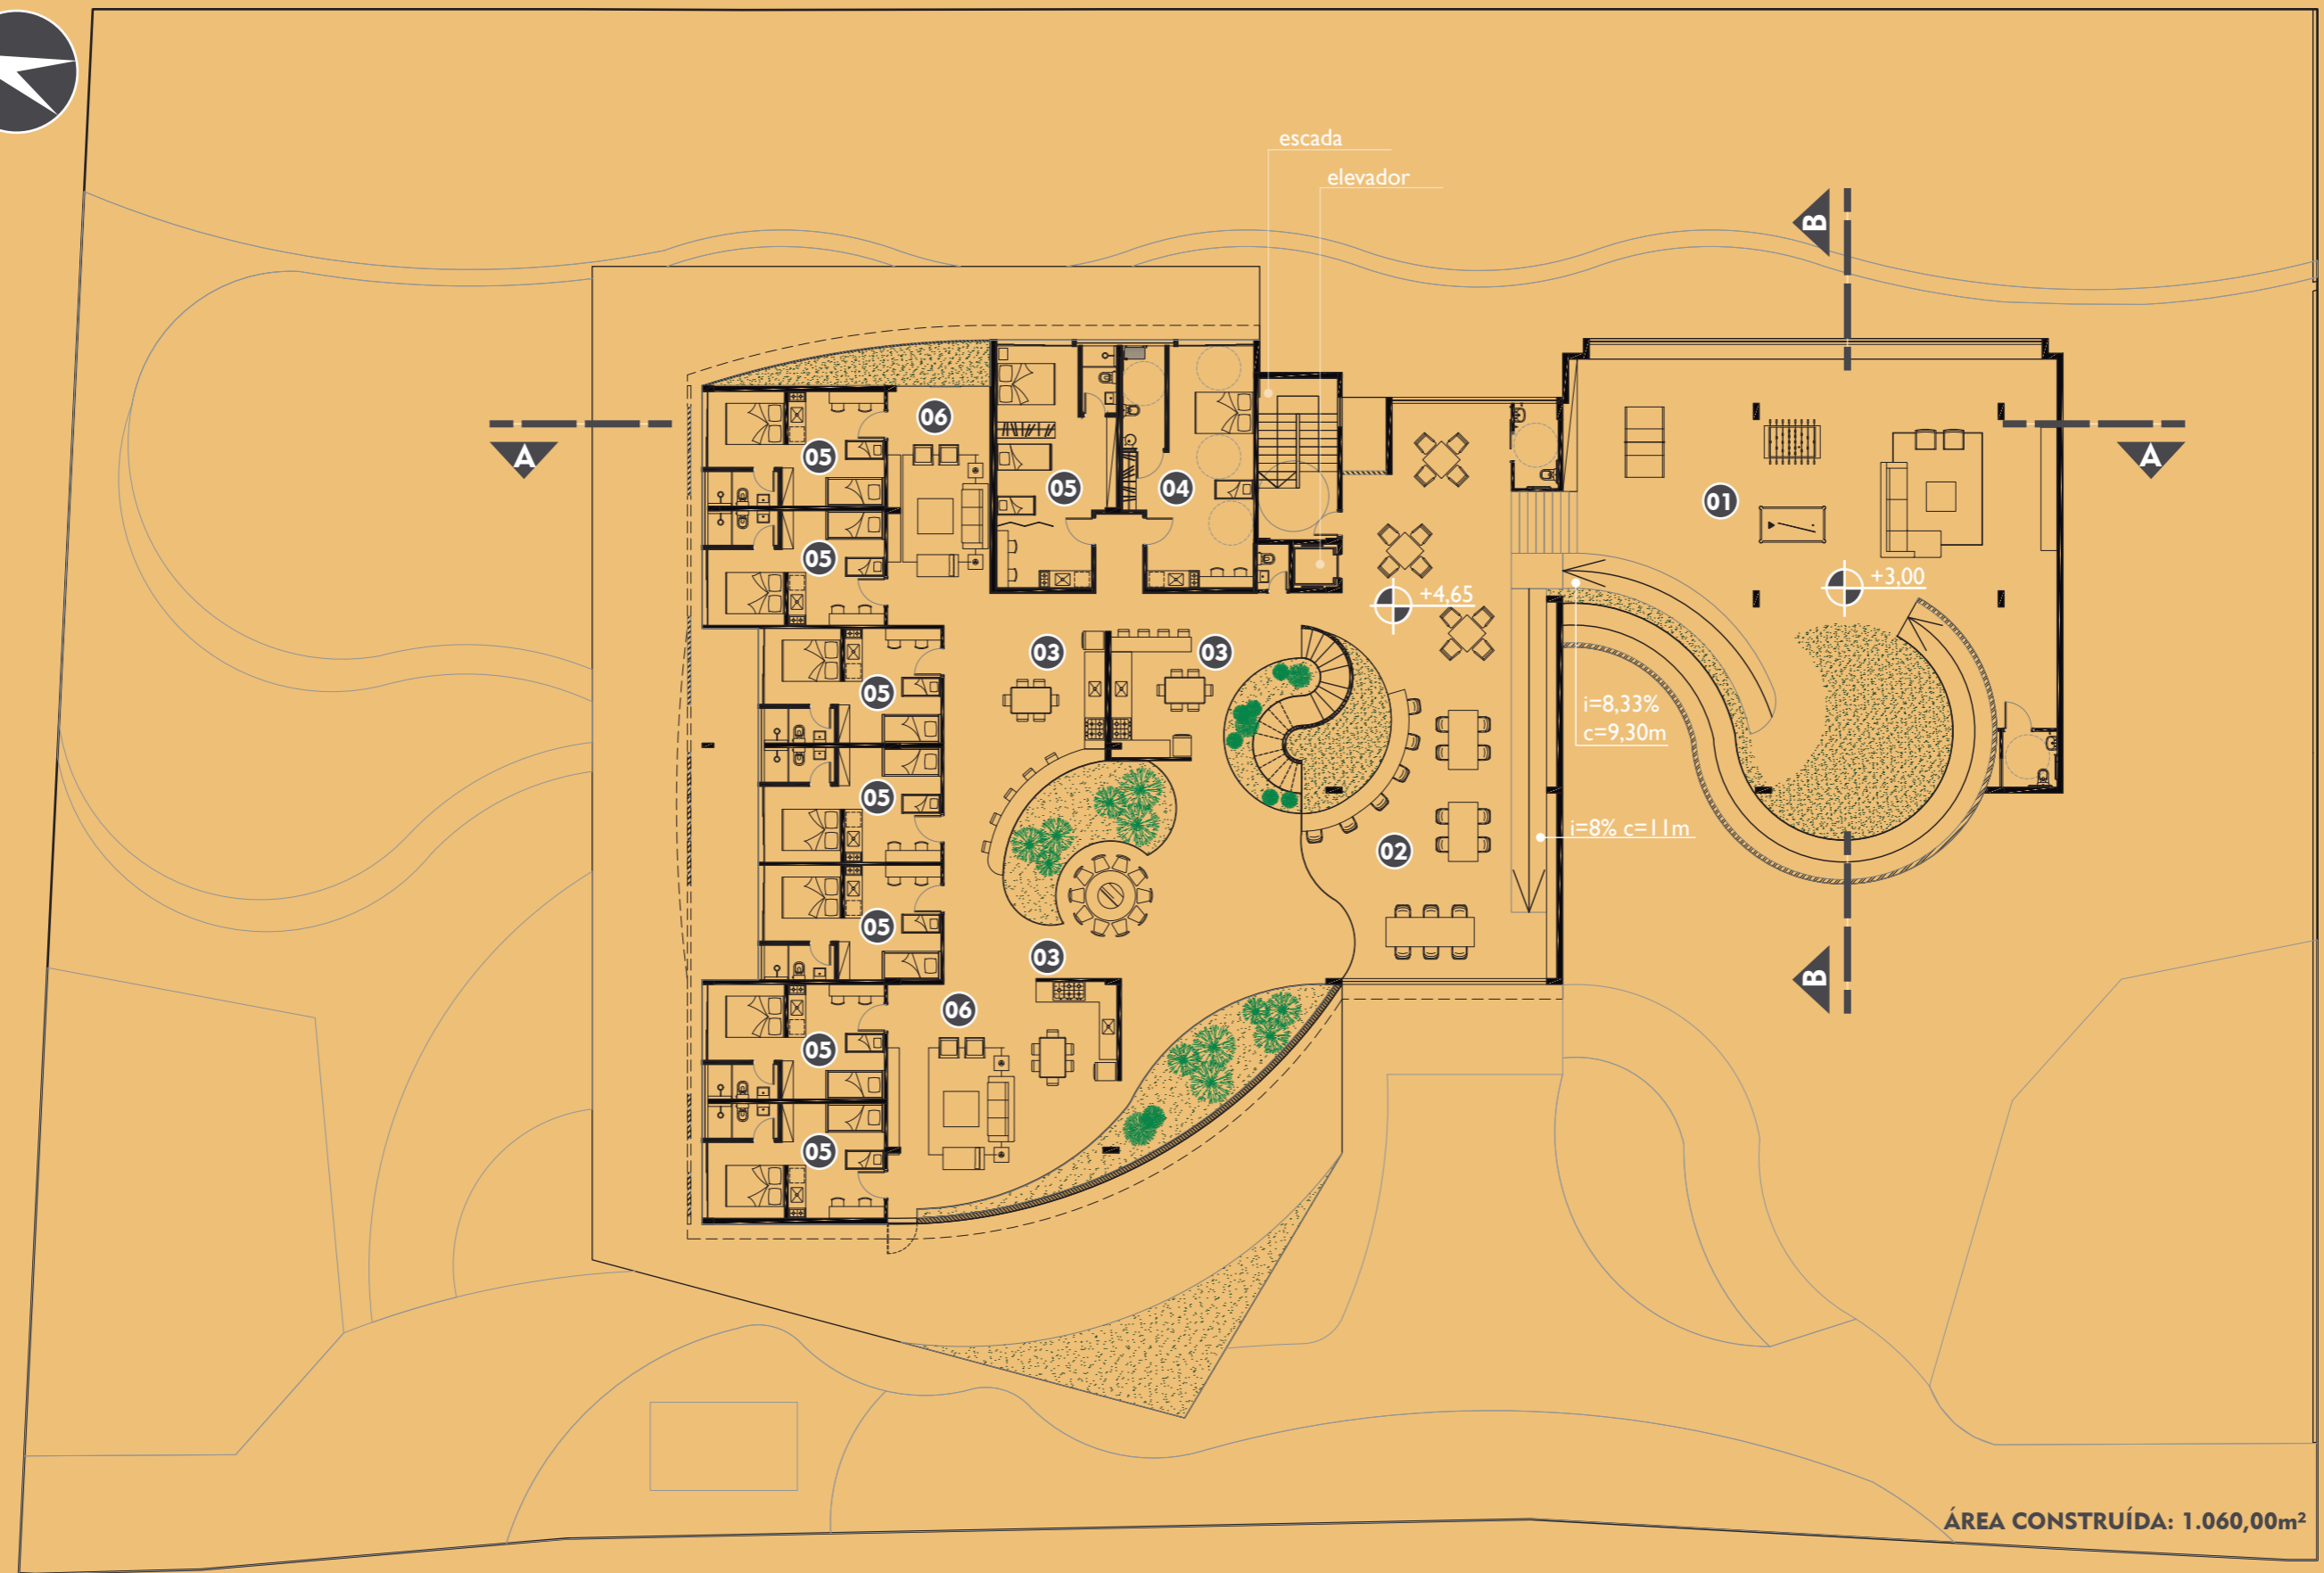 escada
elevador
B
A
A
06
05
05
04
01
05
+3,00
+4,65
03
03
05
i=8,33%
c=9,30m
05
i=8% c=11m
02
05
03
B
06
05
05
ÁREA CONSTRUÍDA: 1.060,00m²